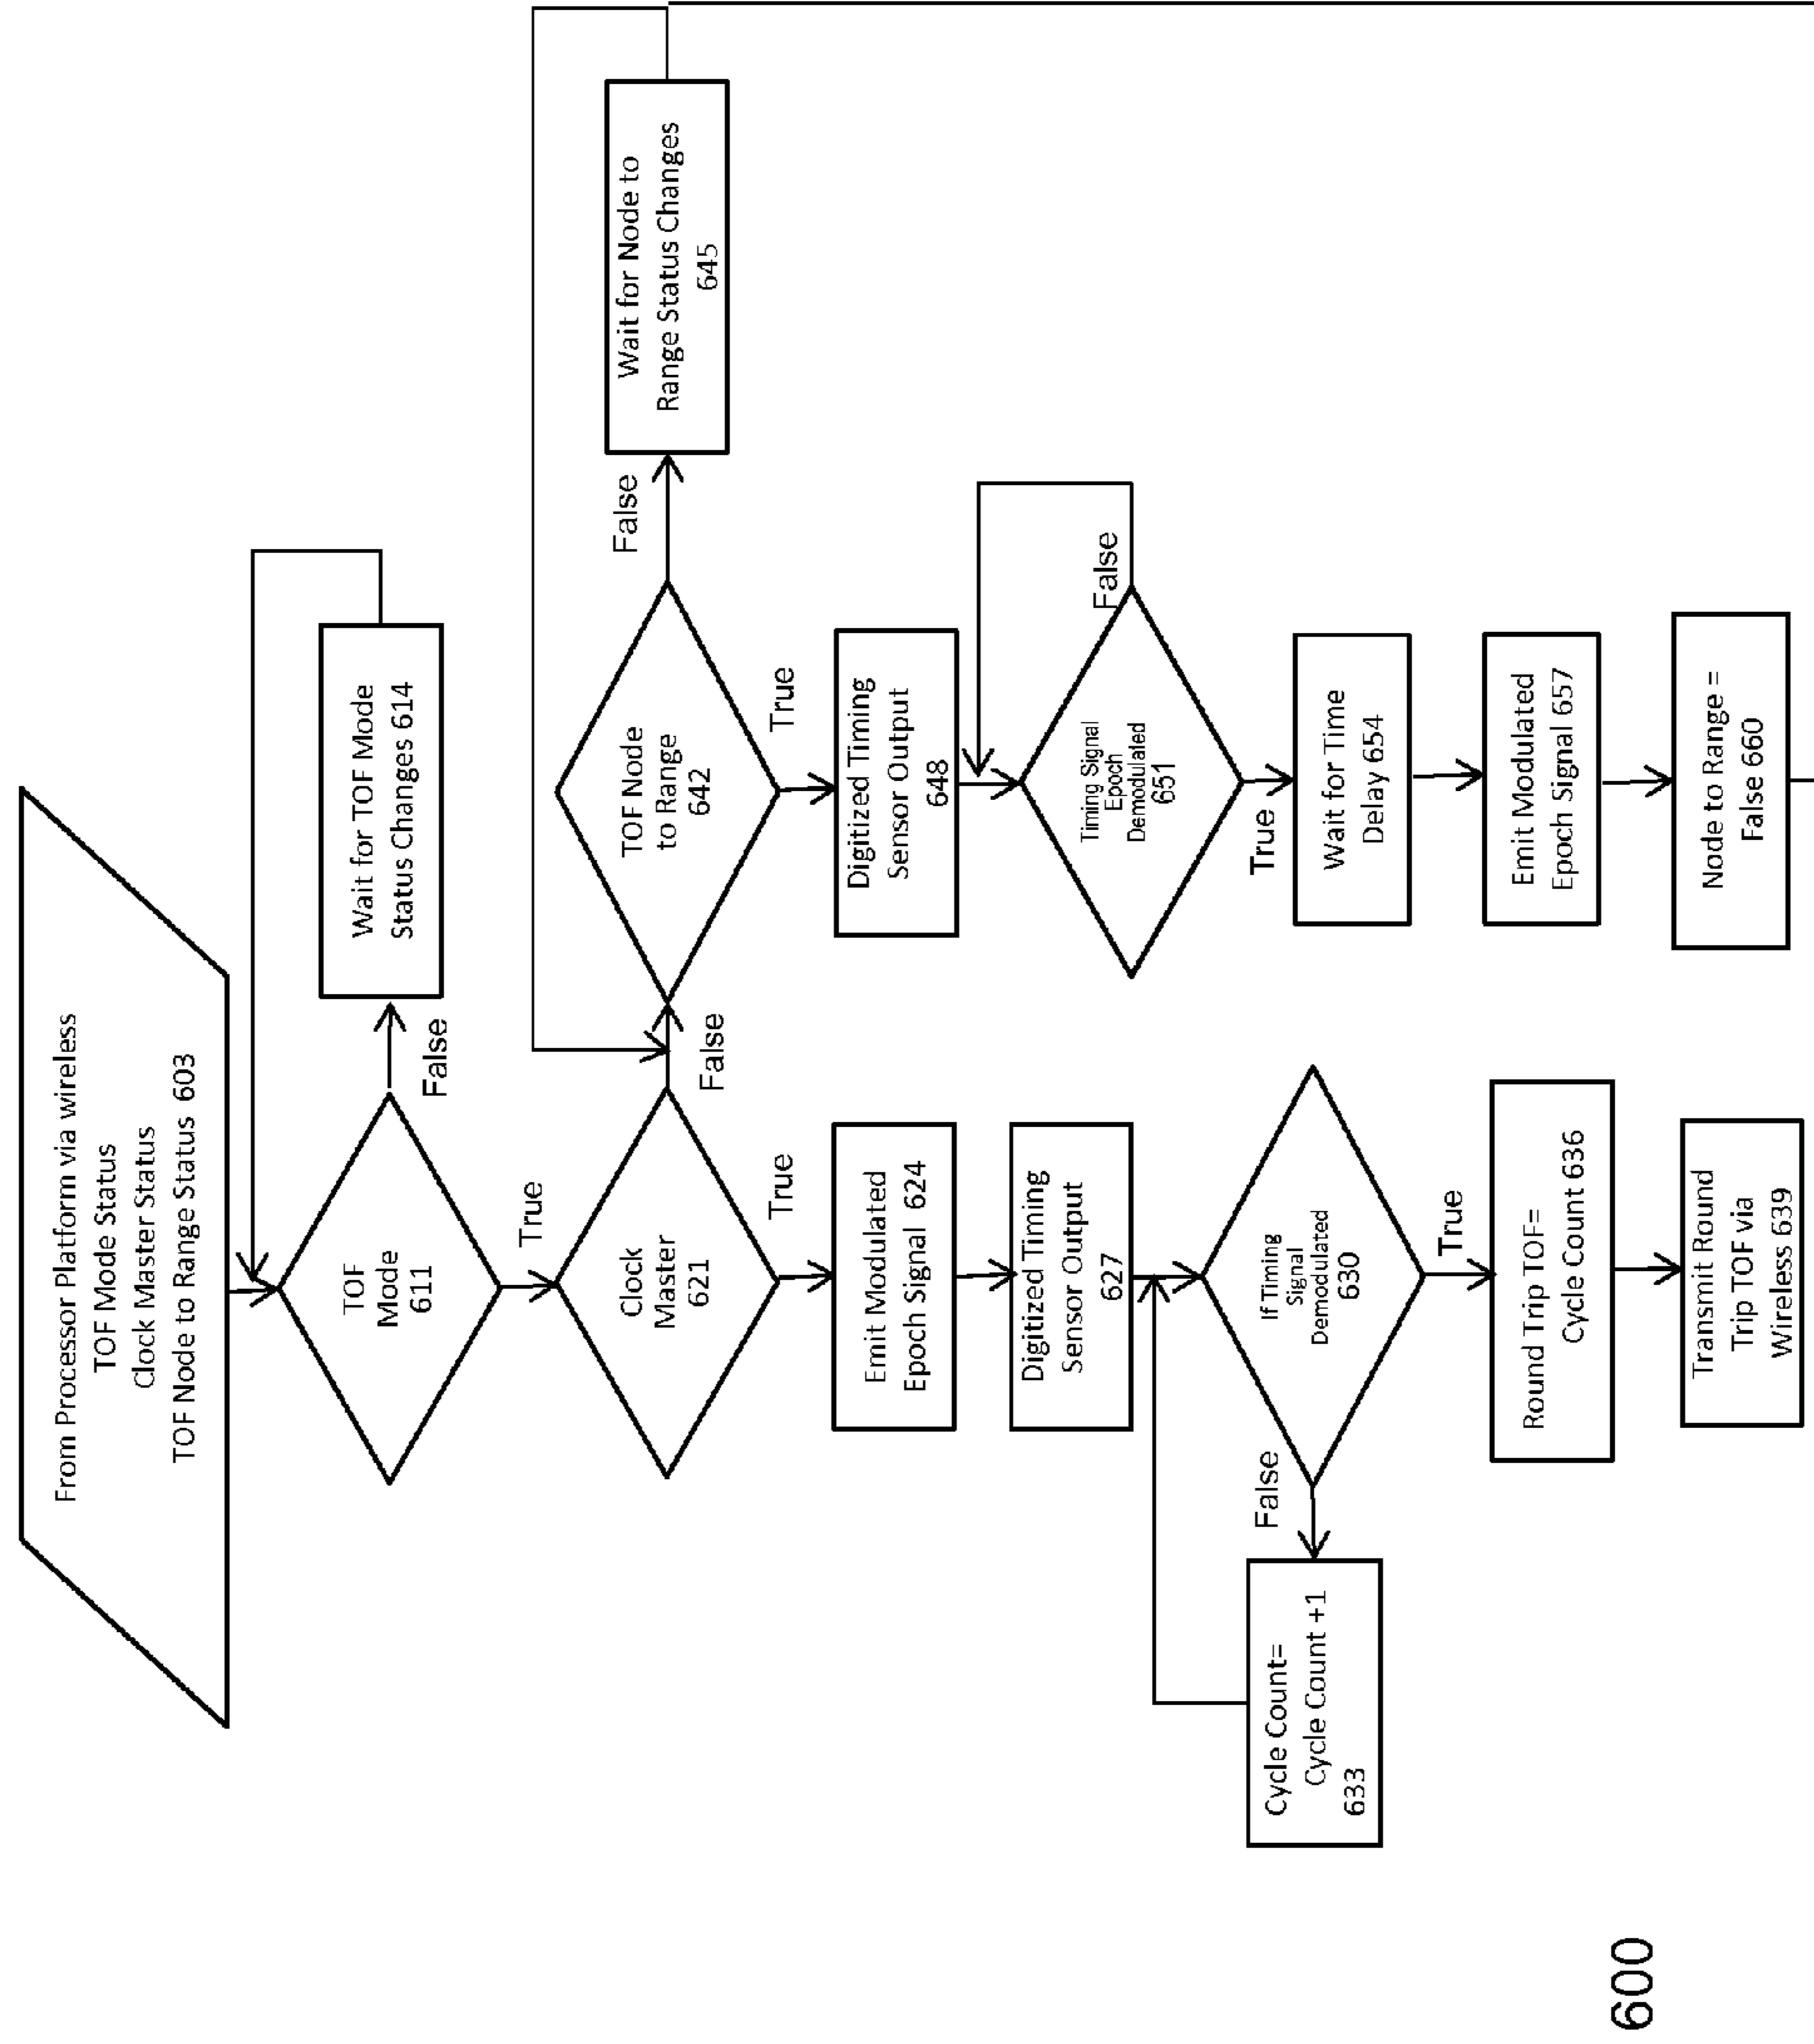 From Processor Platform via wireless
TOF Mode Status
Clock Master Status
TOF Node to Range Status 603
TOF
Mode
611
False
Wait for TOF Mode
Status Changes 614
True
Clock
Master
621
False
TOF Node
to Range
642
False
Wait for Node to
Range Status Changes
645
True
Emit Modulated
Epoch Signal 624
Digitized Timing
Sensor Output
627
If Timing
Signal
Demodulated
630
False
Cycle Count=
Cycle Count +1
633
True
Round Trip TOF=
Cycle Count 636
Transmit Round
Trip TOF via
Wireless 639
True
Digitized Timing
Sensor Output
648
Timing Signal
Epoch
Demodulated
651
False
True
Wait for Time
Delay 654
Emit Modulated
Epoch Signal 657
Node to Range =
False 660
600